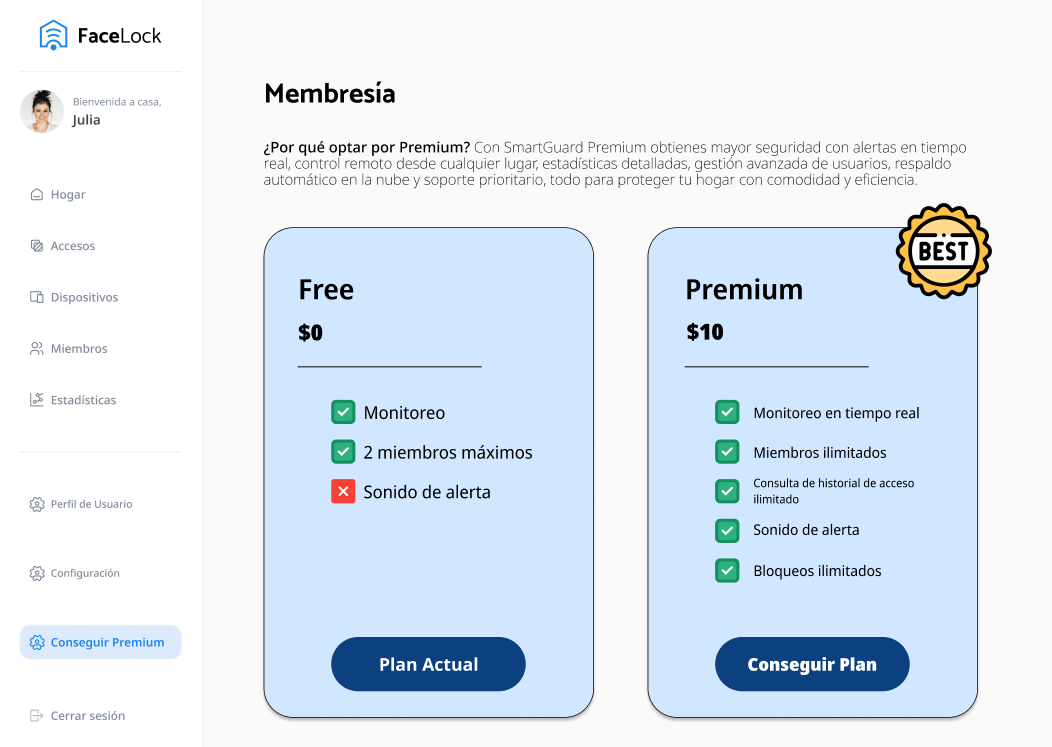 FaceLock
Bienvenida a casa,
Julia
Hogar
Accesos
Dispositivos
Miembros
Estadísticas
Perfil de Usuario
Configuración
Conseguir Premium
Cerrar sesión
Membresía
¿Por qué optar por Premium? Con SmartGuard Premium obtienes mayor seguridad con alertas en tiempo
real, control remoto desde cualquier lugar, estadísticas detalladas, gestión avanzada de usuarios, respaldo
automático en la nube y soporte prioritario, todo para proteger tu hogar con comodidad y eficiencia.
Free
$0
Monitoreo
2 miembros máximos
Sonido de alerta
Plan Actual
BEST
Premium
$10
Monitoreo en tiempo real
Miembros ilimitados
Consulta de historial de acceso
ilimitado
Sonido de alerta
Bloqueos ilimitados
Conseguir Plan